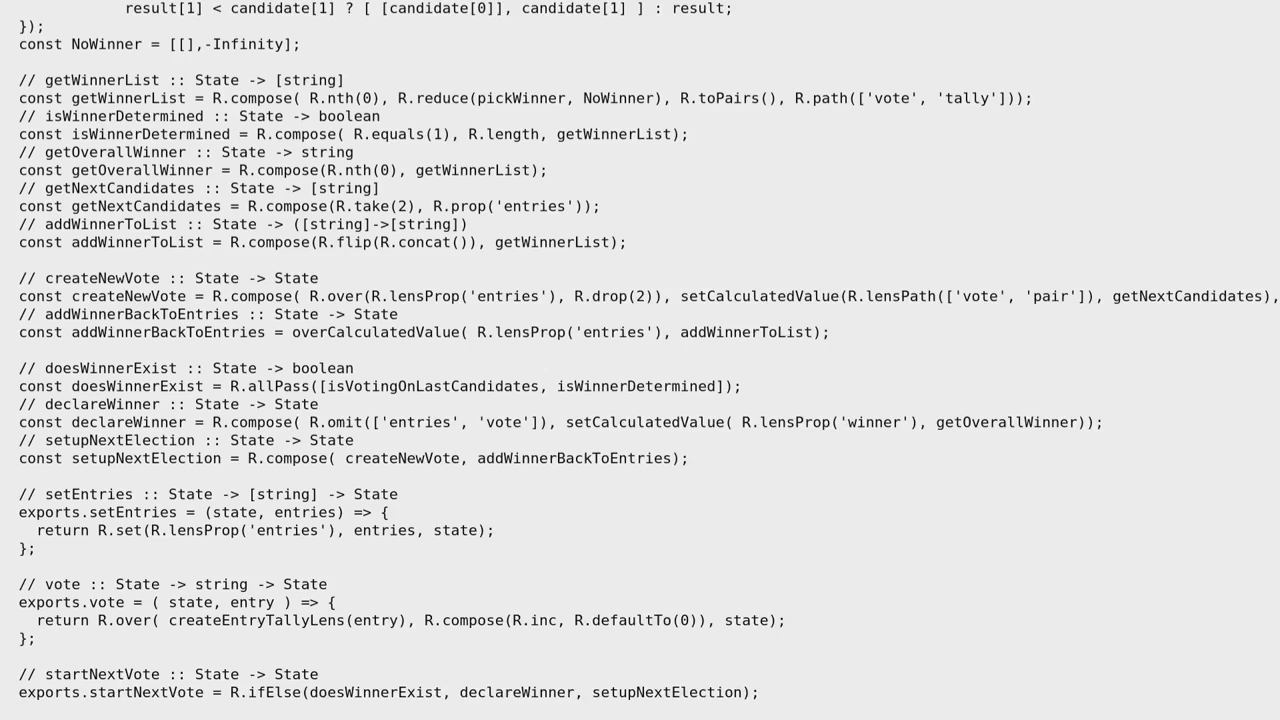 result[1] < candidate[1] ? [ [candidate[0]], candidate[1] ] : result;
});
const NoWinner = [[],-Infinity];
// getWinnerList :: State -> [string]
const getWinnerList = R.compose( R.nth(0), R.reduce(pickWinner, NoWinner), R.toPairs(), R.path(['vote', 'tally']));
// isWinnerDetermined :: State -> boolean
const isWinnerDetermined = R.compose( R.equals(1), R.length, getWinnerList);
// getOverallWinner :: State -> string
const getOverallWinner = R.compose(R.nth(0), getWinnerList);
// getNextCandidates :: State -> [string]
const getNextCandidates = R.compose(R.take(2), R.prop('entries'));
// addWinnerToList :: State -> ([string]->[string])
const addWinnerToList = R.compose(R.flip(R.concat()), getWinnerList);
// createNewVote :: State -> State
const createNewVote = R.compose( R.over(R.lensProp('entries'), R.drop(2)), setCalculatedValue(R.lensPath(['vote', 'pair']), getNextCandidates),
// addWinnerBackToEntries :: State -> State
const addWinnerBackToEntries = overCalculatedValue( R.lensProp('entries'), addWinnerToList);
// doesWinnerExist :: State -> boolean
const doesWinnerExist = R.allPass([isVotingOnLastCandidates, isWinnerDetermined]);
// declareWinner :: State -> State
const declareWinner = R.compose( R.omit(['entries', 'vote']), setCalculatedValue( R.lensProp('winner'), getOverallWinner));
// setupNextElection :: State -> State
const setupNextElection = R.compose( createNewVote, addWinnerBackToEntries);
// setEntries :: State -> [string] -> State
exports.setEntries = (state, entries) => {
return R.set(R.lensProp('entries'), entries, state);
};
// vote :: State -> string -> State
exports.vote = ( state, entry ) => {
return R.over( createEntryTallyLens(entry), R.compose(R.inc, R.defaultTo(0)), state);
};
// startNextVote :: State -> State
exports.startNextVote = R.ifElse(doesWinnerExist, declareWinner, setupNextElection);